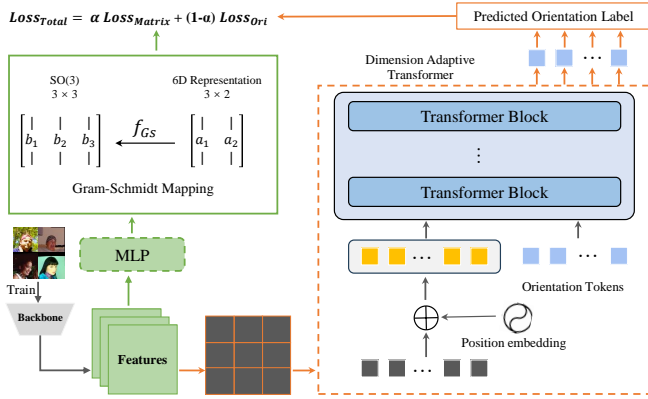 Loss_Total = α Loss_Matrix + (1-α) Loss_Ori
Predicted Orientation Label
Dimension Adaptive
Transformer
SO(3)
3 × 3
6D Representation
3 × 2
b1 b2 b3
f_Gs
a1 a2
Gram-Schmidt Mapping
Transformer Block
⋮
Transformer Block
MLP
Train
Backbone
Features
Orientation Tokens
Position embedding